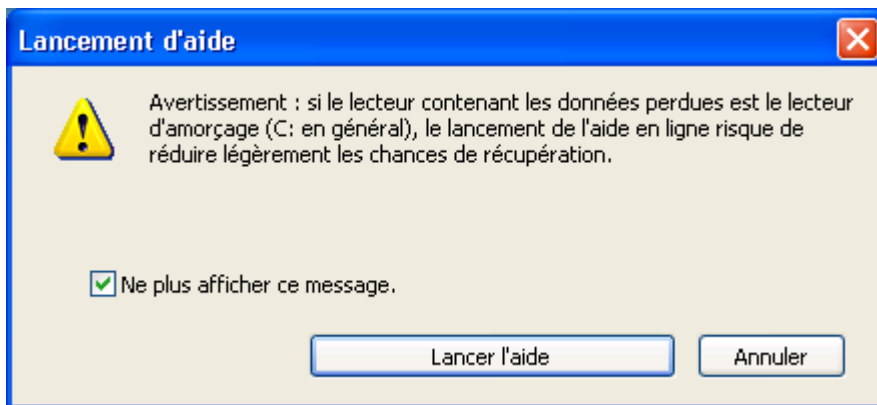 Lancement d'aide
Avertissement : si le lecteur contenant les données perdues est le lecteur
d'amorçage (C: en général), le lancement de l'aide en ligne risque de
réduire légèrement les chances de récupération.
Ne plus afficher ce message.
Lancer l'aide
Annuler